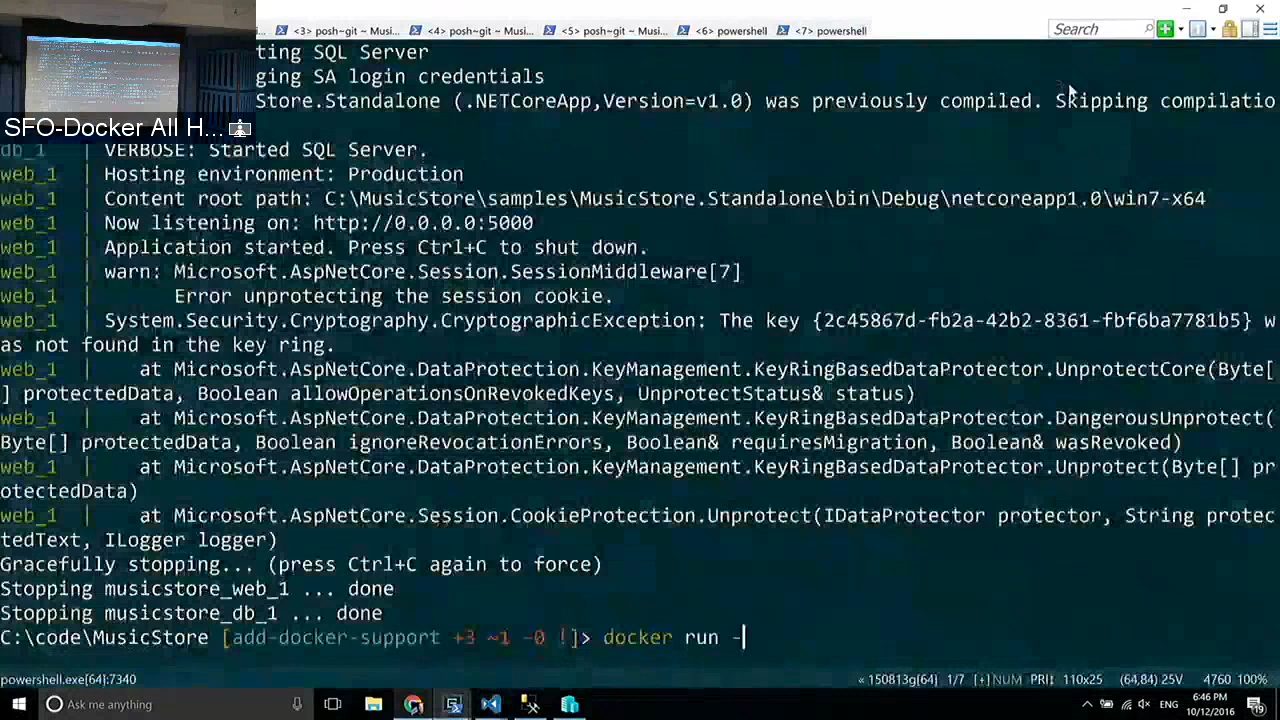 <3> posh~git ~ Musi...
<4> posh~git ~ Musi...
<5> posh~git ~ Musi...
<6> powershell
<7> powershell
Search
ting SQL Server
ging SA login credentials
Store.Standalone (.NETCoreApp,Version=v1.0) was previously compiled. Skipping compilatio
SFO-Docker All H...
db_1 | VERBOSE: Started SQL Server.
web_1 | Hosting environment: Production
web_1 | Content root path: C:\MusicStore\samples\MusicStore.Standalone\bin\Debug\netcoreapp1.0\win7-x64
web_1 | Now listening on: http://0.0.0.0:5000
web_1 | Application started. Press Ctrl+C to shut down.
web_1 | warn: Microsoft.AspNetCore.Session.SessionMiddleware[7]
web_1 | Error unprotecting the session cookie.
web_1 | System.Security.Cryptography.CryptographicException: The key {2c45867d-fb2a-42b2-8361-fbf6ba7781b5} w
as not found in the key ring.
web_1 | at Microsoft.AspNetCore.DataProtection.KeyManagement.KeyRingBasedDataProtector.UnprotectCore(Byte[
] protectedData, Boolean allowOperationsOnRevokedKeys, UnprotectStatus& status)
web_1 | at Microsoft.AspNetCore.DataProtection.KeyManagement.KeyRingBasedDataProtector.DangerousUnprotect(
Byte[] protectedData, Boolean ignoreRevocationErrors, Boolean& requiresMigration, Boolean& wasRevoked)
web_1 | at Microsoft.AspNetCore.DataProtection.KeyManagement.KeyRingBasedDataProtector.Unprotect(Byte[] pr
otectedData)
web_1 | at Microsoft.AspNetCore.Session.CookieProtection.Unprotect(IDataProtector protector, String protec
tedText, ILogger logger)
Gracefully stopping... (press Ctrl+C again to force)
Stopping musicstore_web_1 ... done
Stopping musicstore_db_1 ... done
C:\code\MusicStore [add-docker-support +3 ~1 -0 !]> docker run -
powershell.exe[64]:7340
« 150813g[64] 1/7 [+] NUM PRI: 110x25 (64,84) 25V 4760 100%
Ask me anything
ENG
6:46 PM
10/12/2016
19